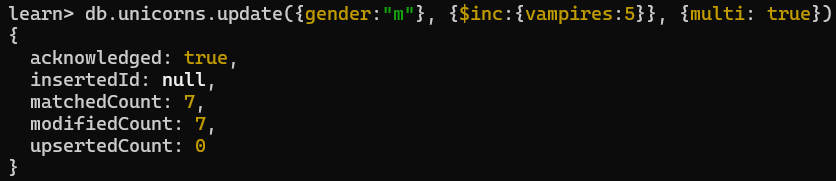 learn> db.unicorns.update({gender:"m"}, {$inc:{vampires:5}}, {multi: true})
{
  acknowledged: true,
  insertedId: null,
  matchedCount: 7,
  modifiedCount: 7,
  upsertedCount: 0
}